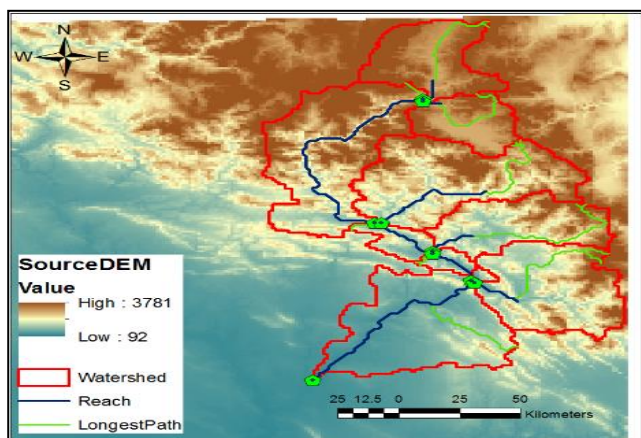 N
W E
S
SourceDEM
Value
High : 3781
Low : 92
Watershed
Reach
LongestPath
25 12.5 0 25 50
Kilometers